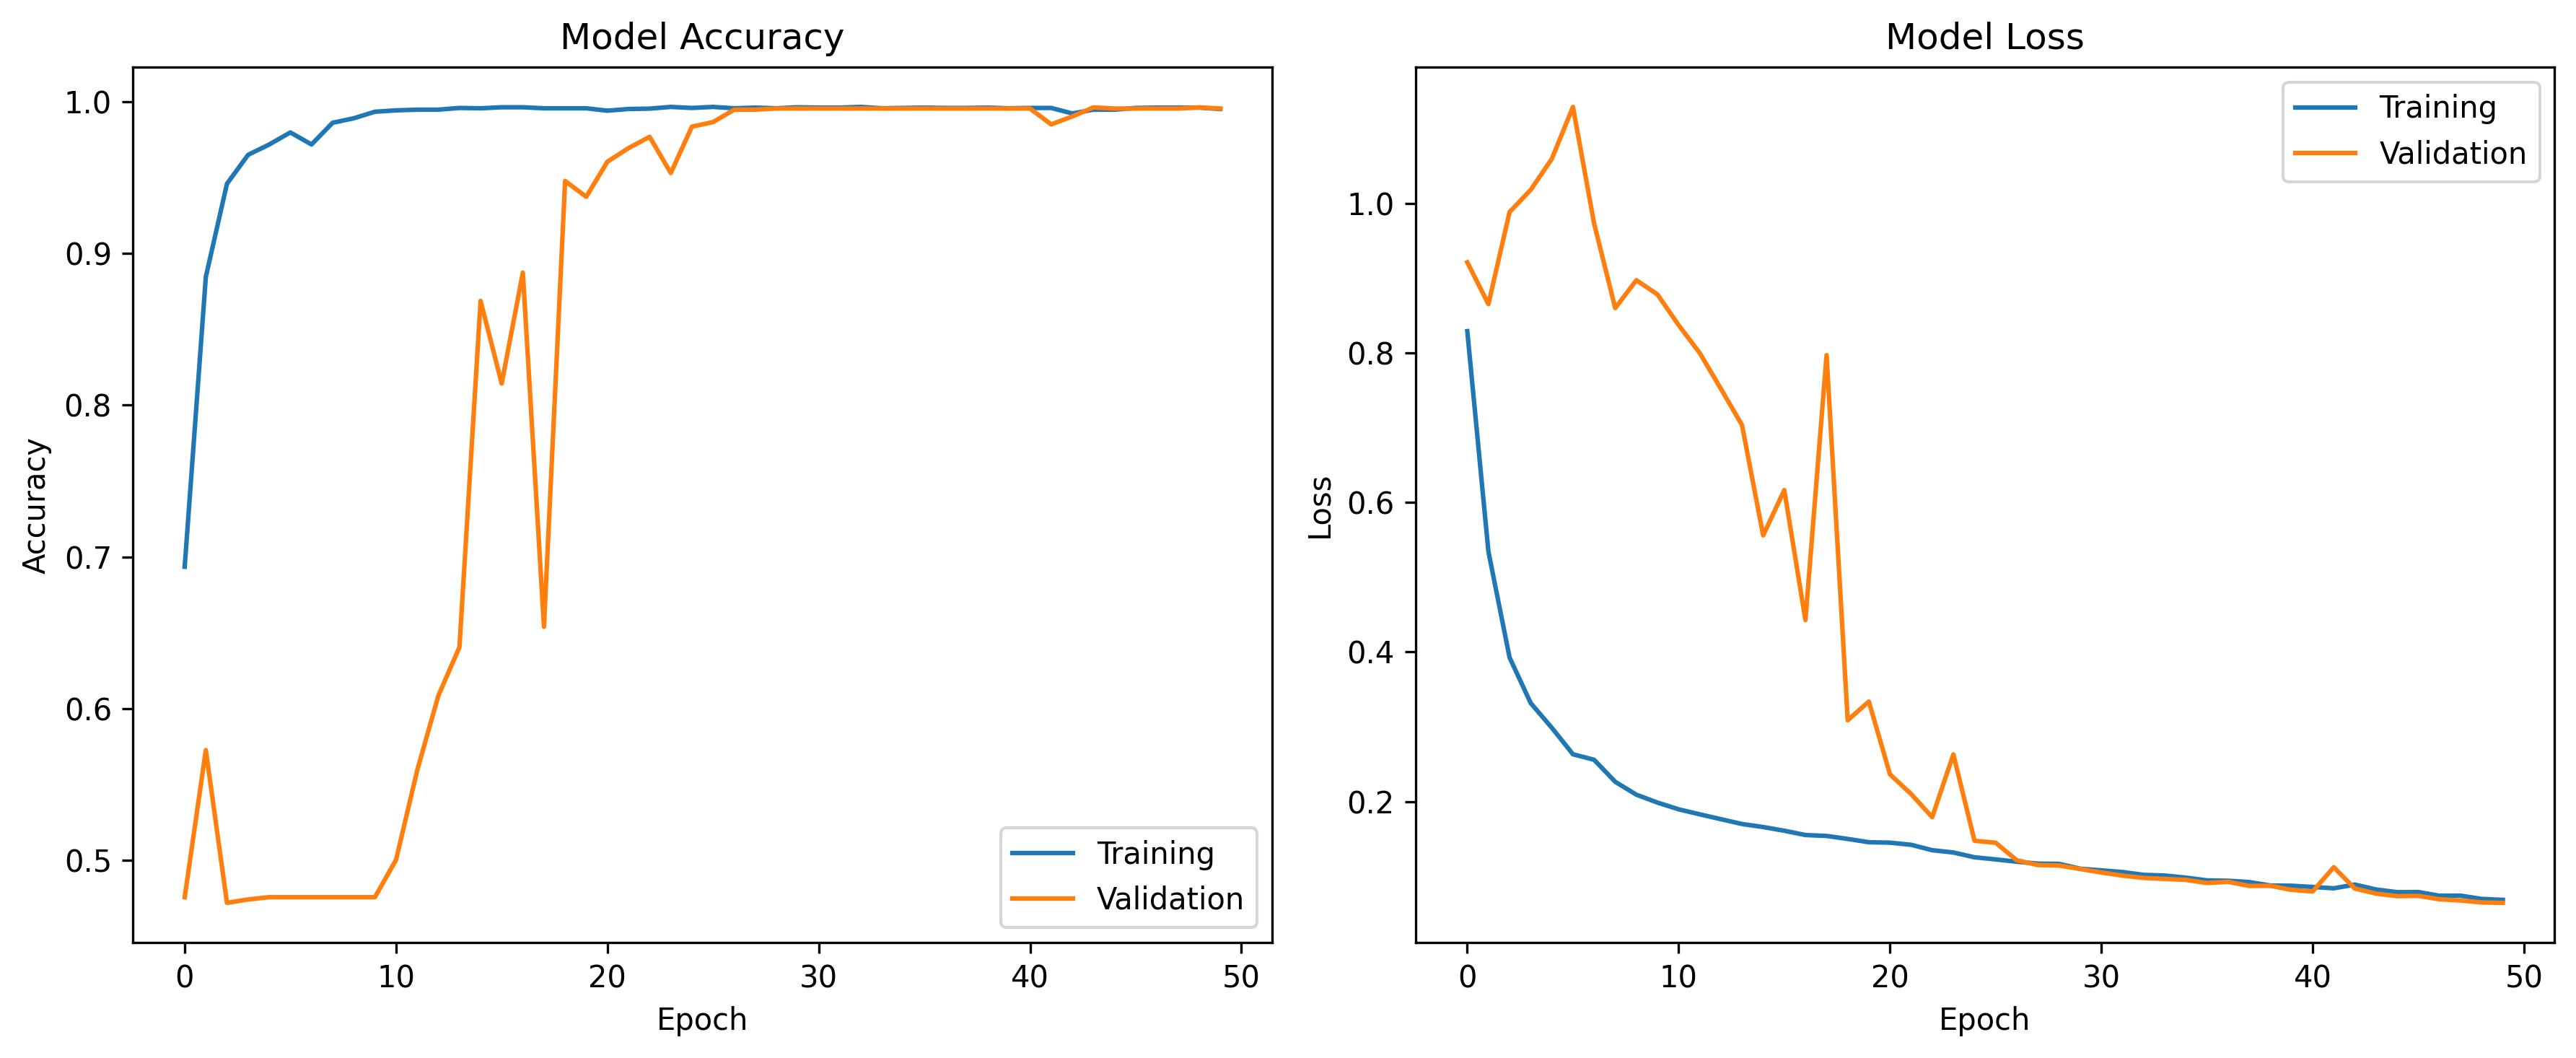 Model Accuracy
1.0
0.9
0.8
0.7
0.6
0.5
Accuracy
Training
Validation
0 10 20 30 40 50
Epoch
Model Loss
Training
Validation
1.0
0.8
0.6
0.4
0.2
Loss
0 10 20 30 40 50
Epoch